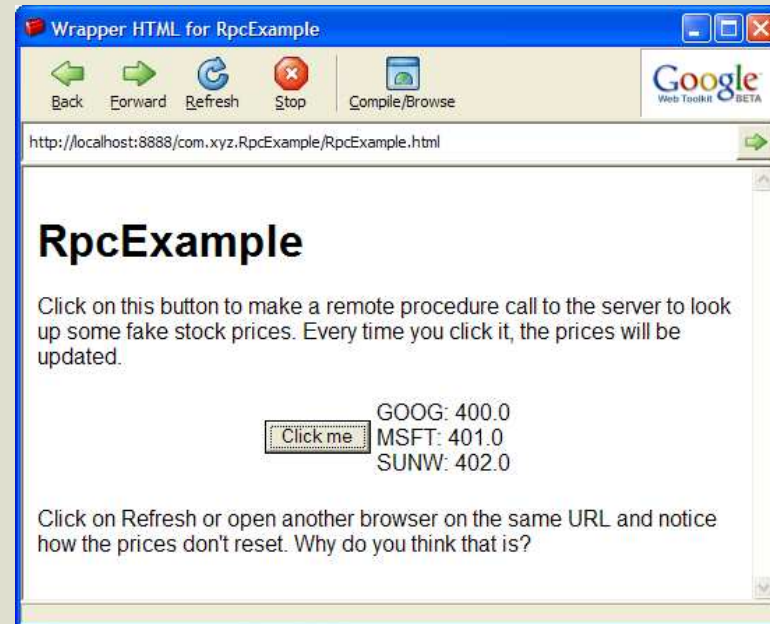 Wrapper HTML for RpcExample
Back Forward Refresh Stop Compile/Browse
Google
Web Toolkit BETA
http://localhost:8888/com.xyz.RpcExample/RpcExample.html
RpcExample
Click on this button to make a remote procedure call to the server to look
up some fake stock prices. Every time you click it, the prices will be
updated.
GOOG: 400.0
Click me MSFT: 401.0
SUNW: 402.0
Click on Refresh or open another browser on the same URL and notice
how the prices don't reset. Why do you think that is?